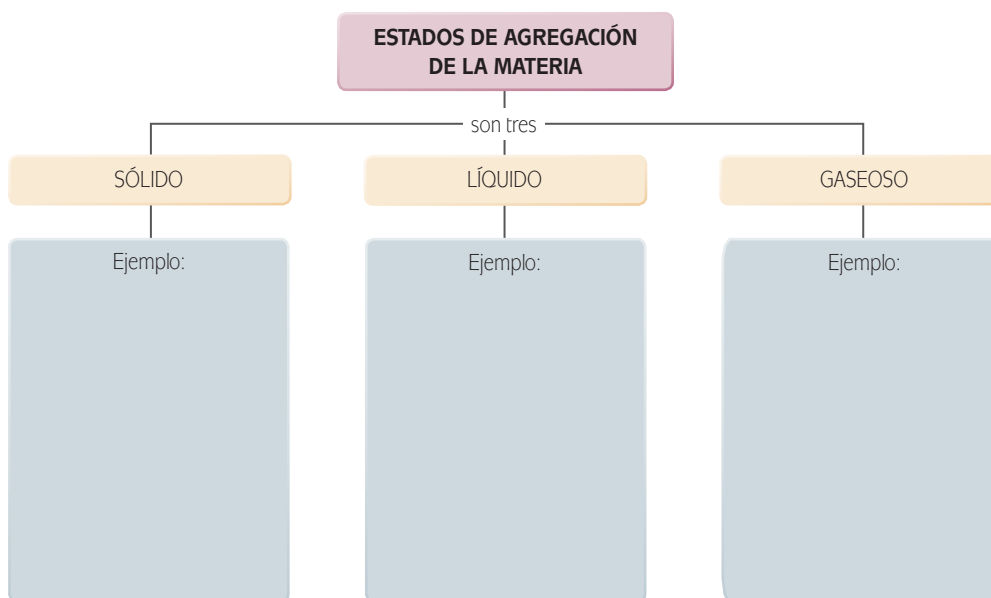 ESTADOS DE AGREGACIÓN
DE LA MATERIA
son tres
SÓLIDO
LÍQUIDO
GASEOSO
Ejemplo:
Ejemplo:
Ejemplo: